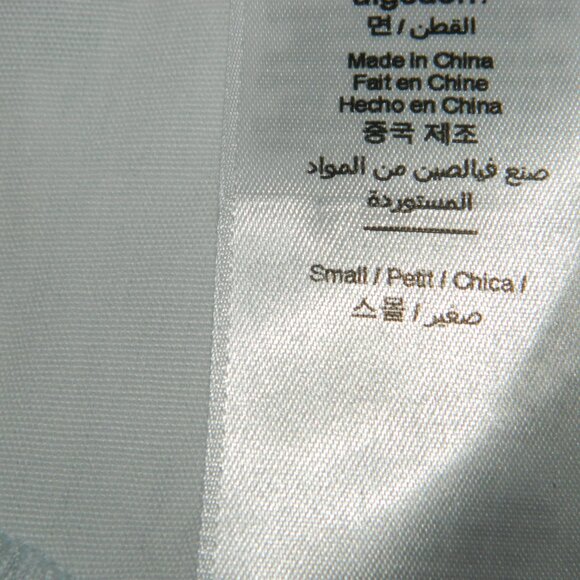 algodón /
면 / القطن
Made in China
Fait en Chine
Hecho en China
중국 제조
صنع فيالصين من المواد
المستوردة
Small / Petit / Chica /
스몰 / صغير